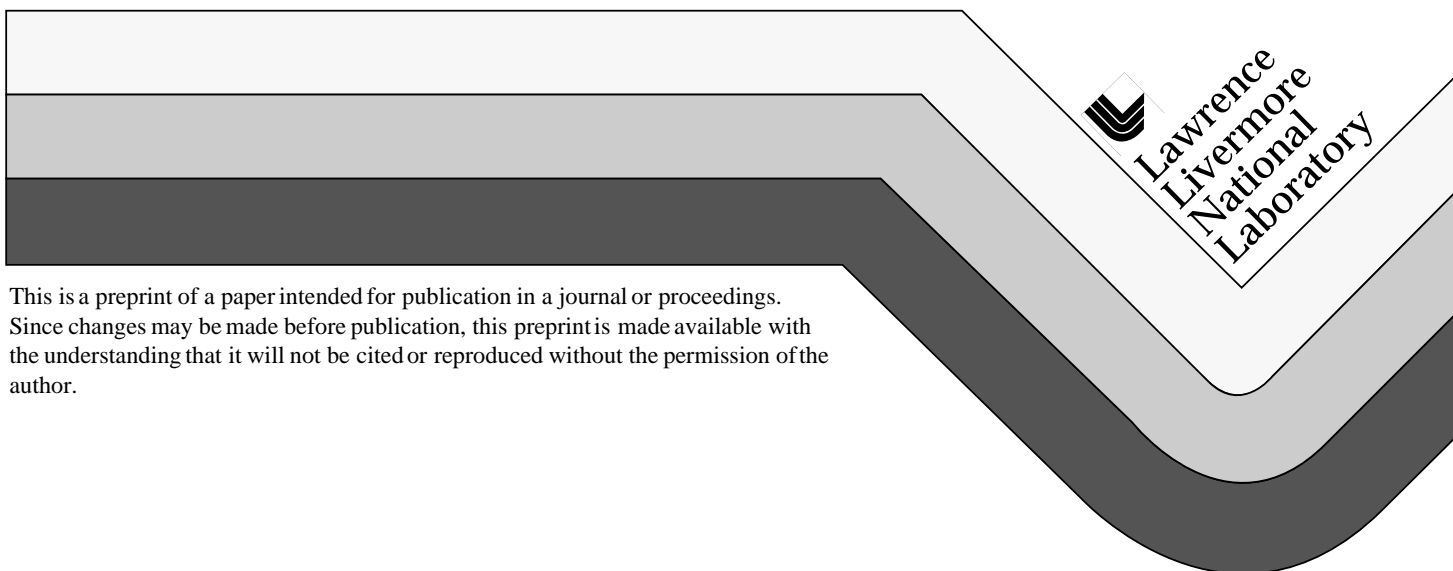 Lawrence
Livermore
National
Laboratory
This is a preprint of a paper intended for publication in a journal or proceedings.
Since changes may be made before publication, this preprint is made available with
the understanding that it will not be cited or reproduced without the permission of the
author.